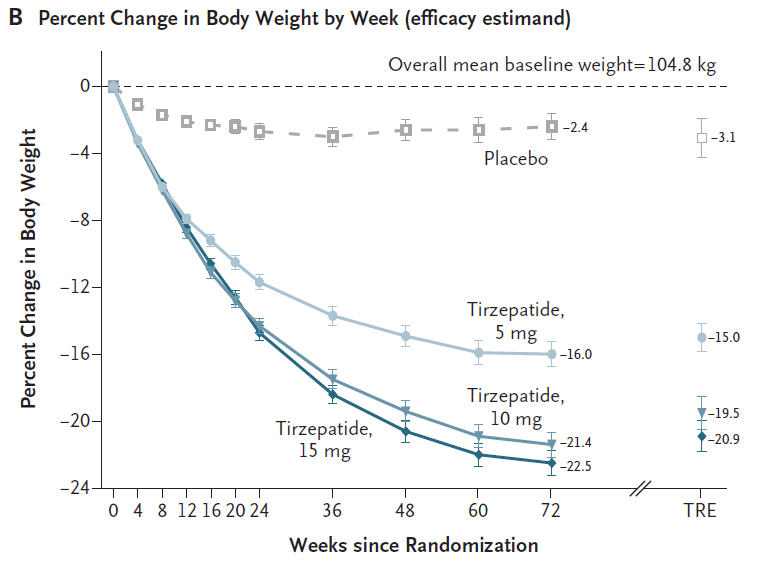 B Percent Change in Body Weight by Week (efficacy estimand)
Overall mean baseline weight=104.8 kg
Percent Change in Body Weight
0
−4
−8
−12
−16
−20
−24
−2.4
Placebo
−3.1
Tirzepatide,
5 mg
−16.0
−15.0
Tirzepatide,
10 mg
−21.4
−19.5
Tirzepatide,
15 mg
−22.5
−20.9
0 4 8 12 16 20 24 36 48 60 72 TRE
Weeks since Randomization